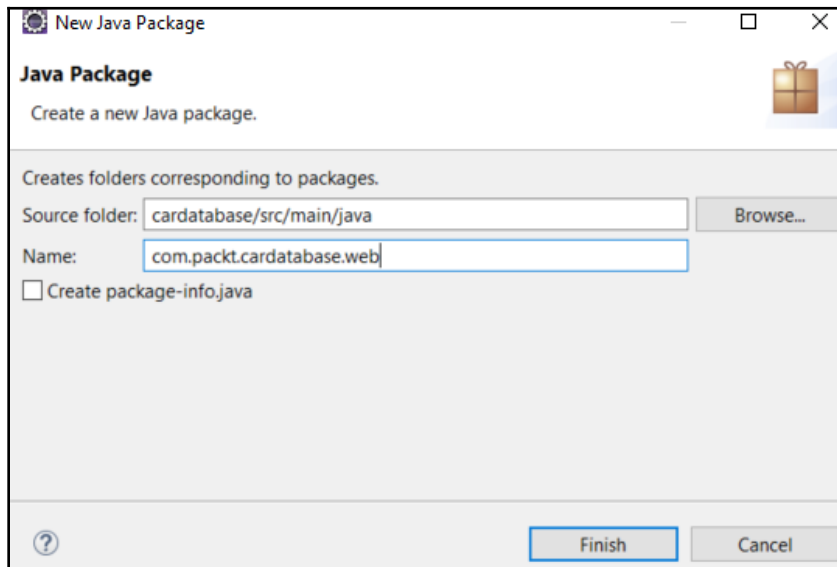 New Java Package
Java Package
Create a new Java package.
Creates folders corresponding to packages.
Source folder: cardatabase/src/main/java Browse...
Name: com.packt.cardatabase.web
Create package-info.java
? Finish Cancel